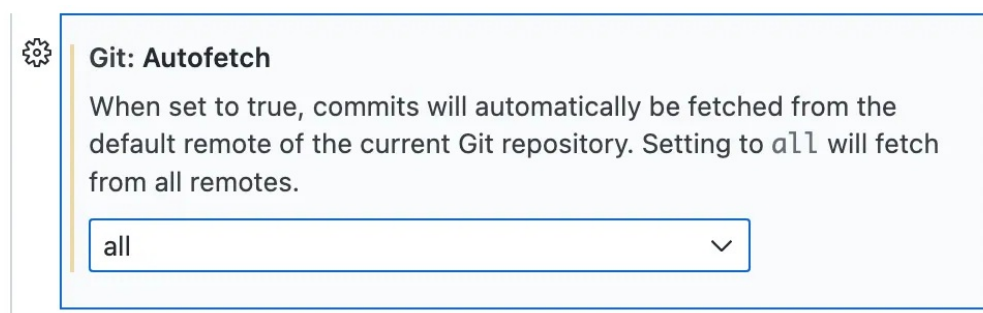 Git: Autofetch
When set to true, commits will automatically be fetched from the
default remote of the current Git repository. Setting to all will fetch
from all remotes.
all